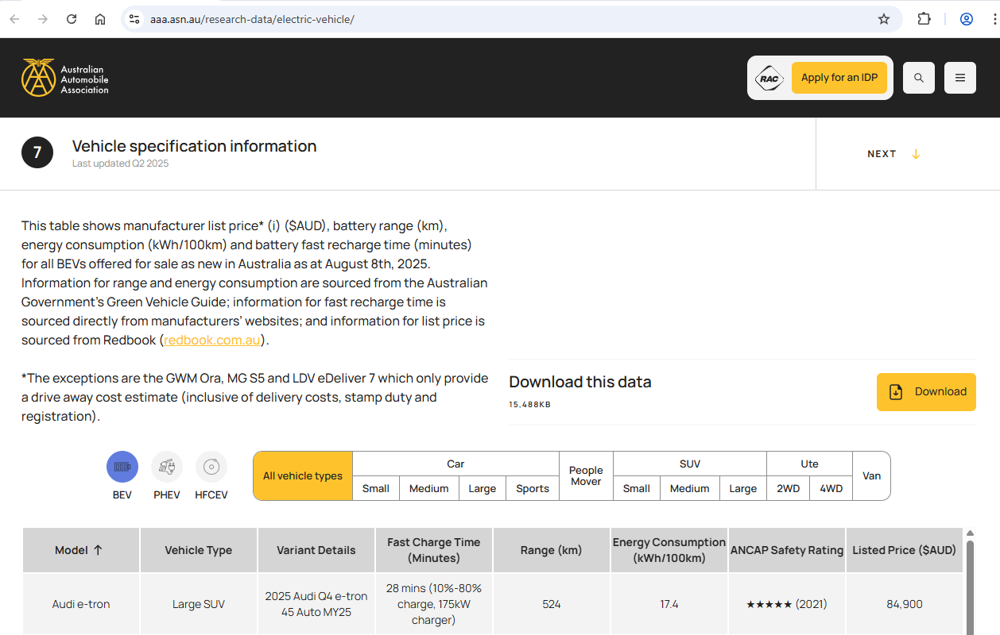 aaa.asn.au/research-data/electric-vehicle/
Australian
Automobile
Association
RAC
Apply for an IDP
7
Vehicle specification information
Last updated Q2 2025
NEXT
This table shows manufacturer list price* (i) ($AUD), battery range (km),
energy consumption (kWh/100km) and battery fast recharge time (minutes)
for all BEVs offered for sale as new in Australia as at August 8th, 2025.
Information for range and energy consumption are sourced from the Australian
Government's Green Vehicle Guide; information for fast recharge time is
sourced directly from manufacturers' websites; and information for list price is
sourced from Redbook (redbook.com.au).
*The exceptions are the GWM Ora, MG S5 and LDV eDeliver 7 which only provide
a drive away cost estimate (inclusive of delivery costs, stamp duty and
registration).
Download this data
15,488KB
Download
BEV
PHEV
HFCEV
All vehicle types
Car
Small
Medium
Large
Sports
People
Mover
SUV
Small
Medium
Large
Ute
2WD
4WD
Van
Model ↑
Vehicle Type
Variant Details
Fast Charge Time
(Minutes)
Range (km)
Energy Consumption
(kWh/100km)
ANCAP Safety Rating
Listed Price ($AUD)
Audi e-tron
Large SUV
2025 Audi Q4 e-tron
45 Auto MY25
28 mins (10%-80%
charge, 175kW
charger)
524
17.4
★★★★★ (2021)
84,900